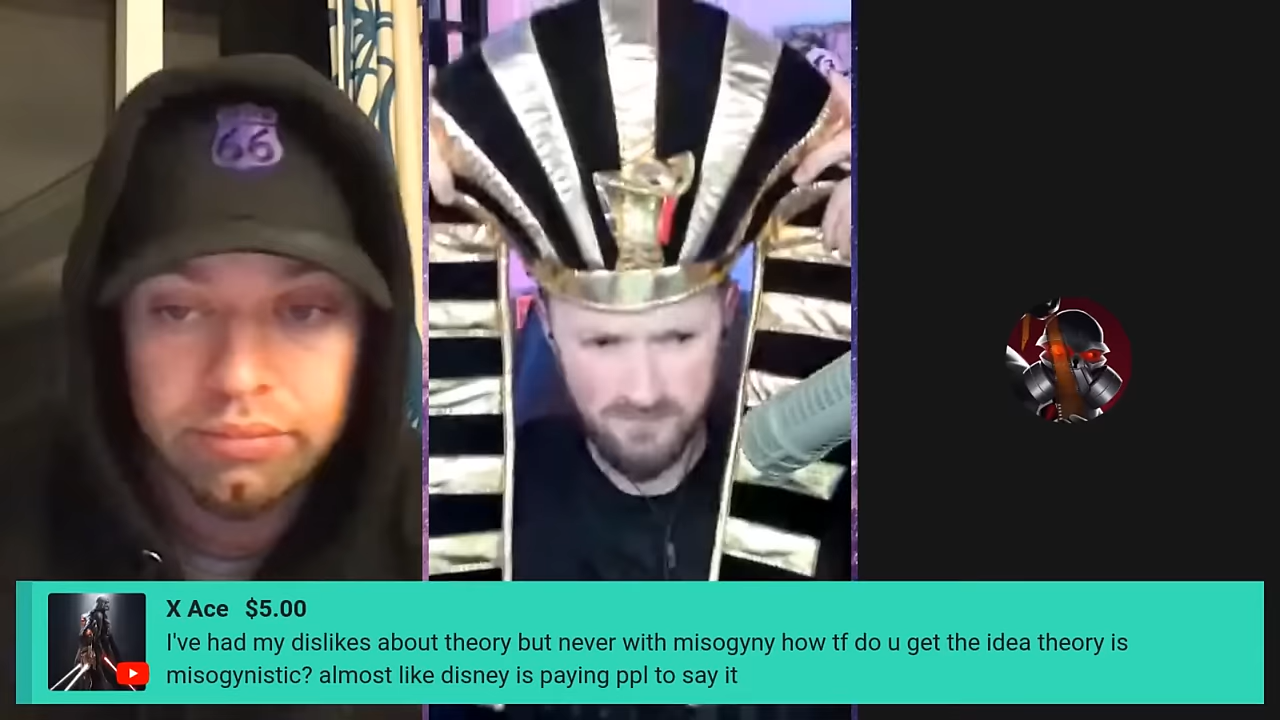 66
X Ace $5.00
I've had my dislikes about theory but never with misogyny how tf do u get the idea theory is
misogynistic? almost like disney is paying ppl to say it